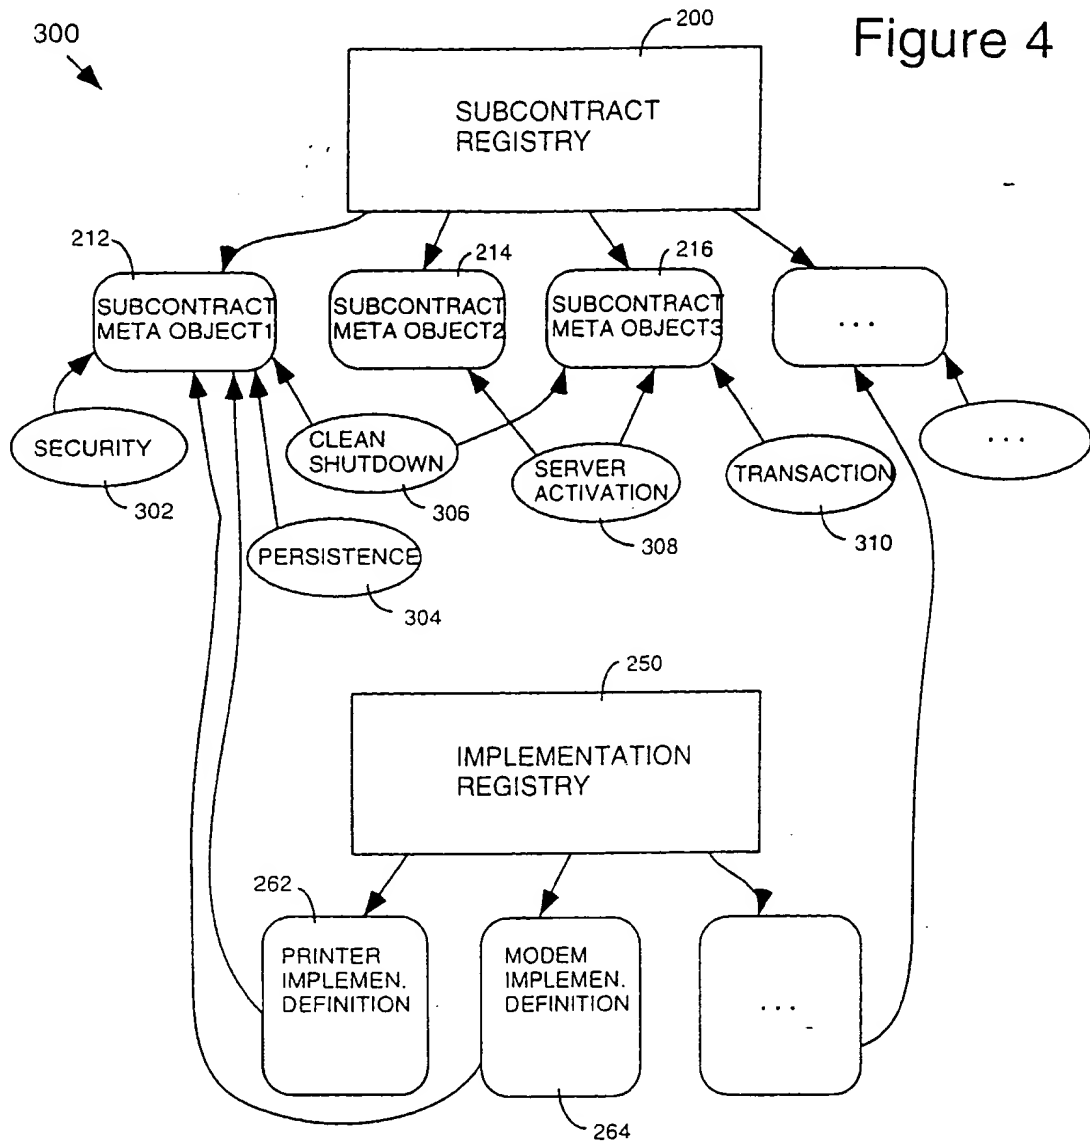 300
200
Figure 4
SUBCONTRACT
REGISTRY
212
214
216
SUBCONTRACT
META OBJECT1
SUBCONTRACT
META OBJECT2
SUBCONTRACT
META OBJECT3
...
SECURITY
302
CLEAN
SHUTDOWN
306
SERVER
ACTIVATION
308
TRANSACTION
310
...
PERSISTENCE
304
250
IMPLEMENTATION
REGISTRY
262
PRINTER
IMPLEMEN.
DEFINITION
MODEM
IMPLEMEN.
DEFINITION
...
264